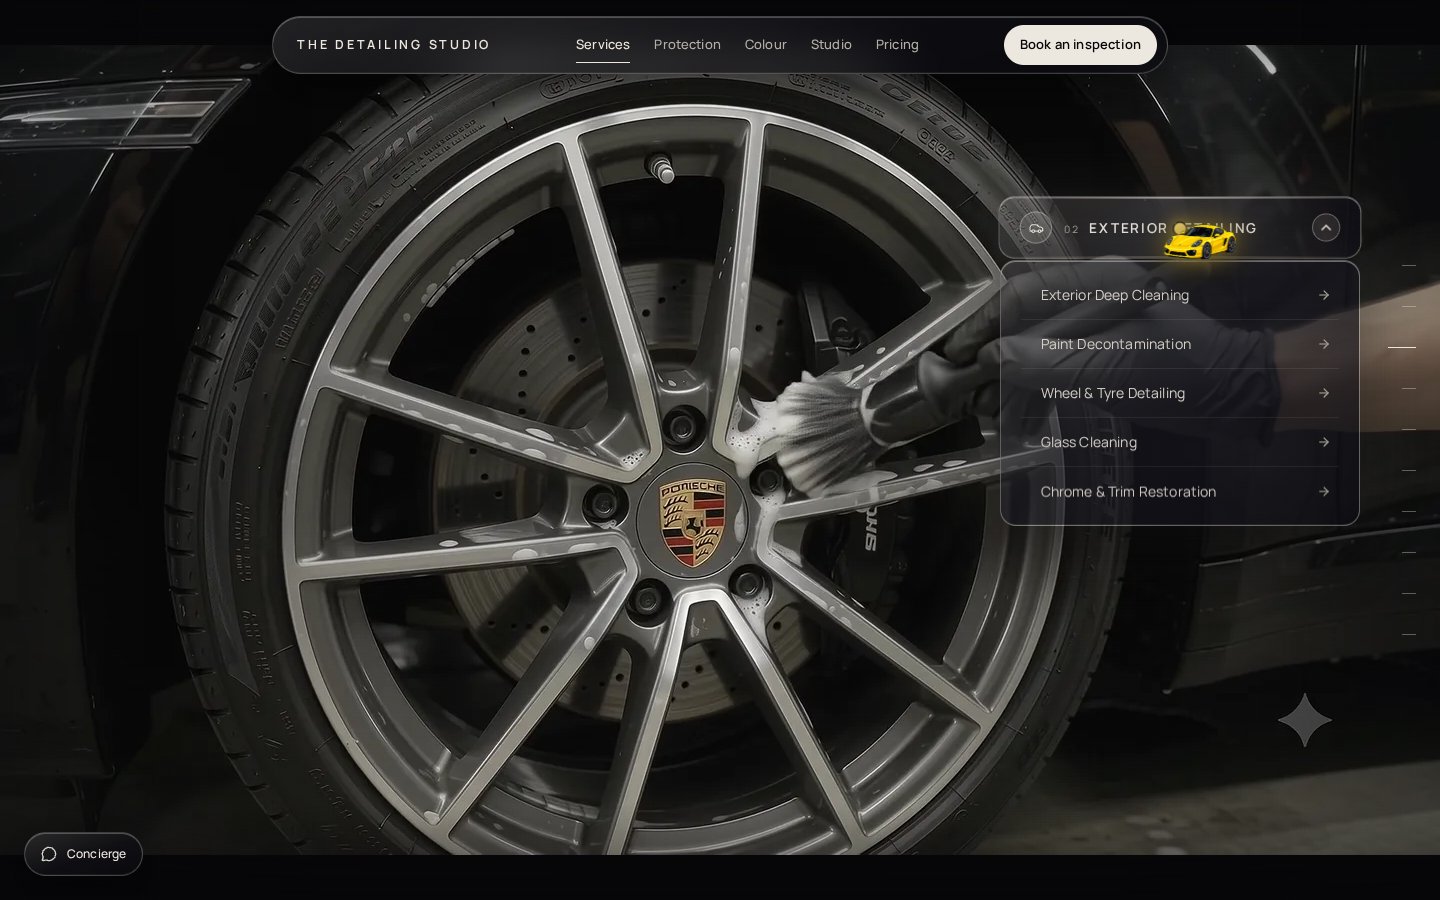 THE DETAILING STUDIO
Services
Protection
Colour
Studio
Pricing
Book an inspection
02 EXTERIOR
Exterior Deep Cleaning
Paint Decontamination
Wheel & Tyre Detailing
Glass Cleaning
Chrome & Trim Restoration
Concierge